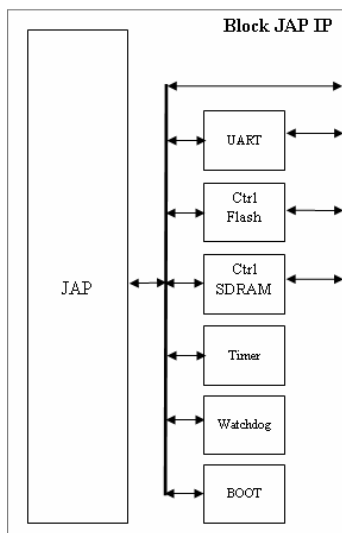 Block JAP IP
JAP
UART
Ctrl
Flash
Ctrl
SDRAM
Timer
Watchdog
BOOT